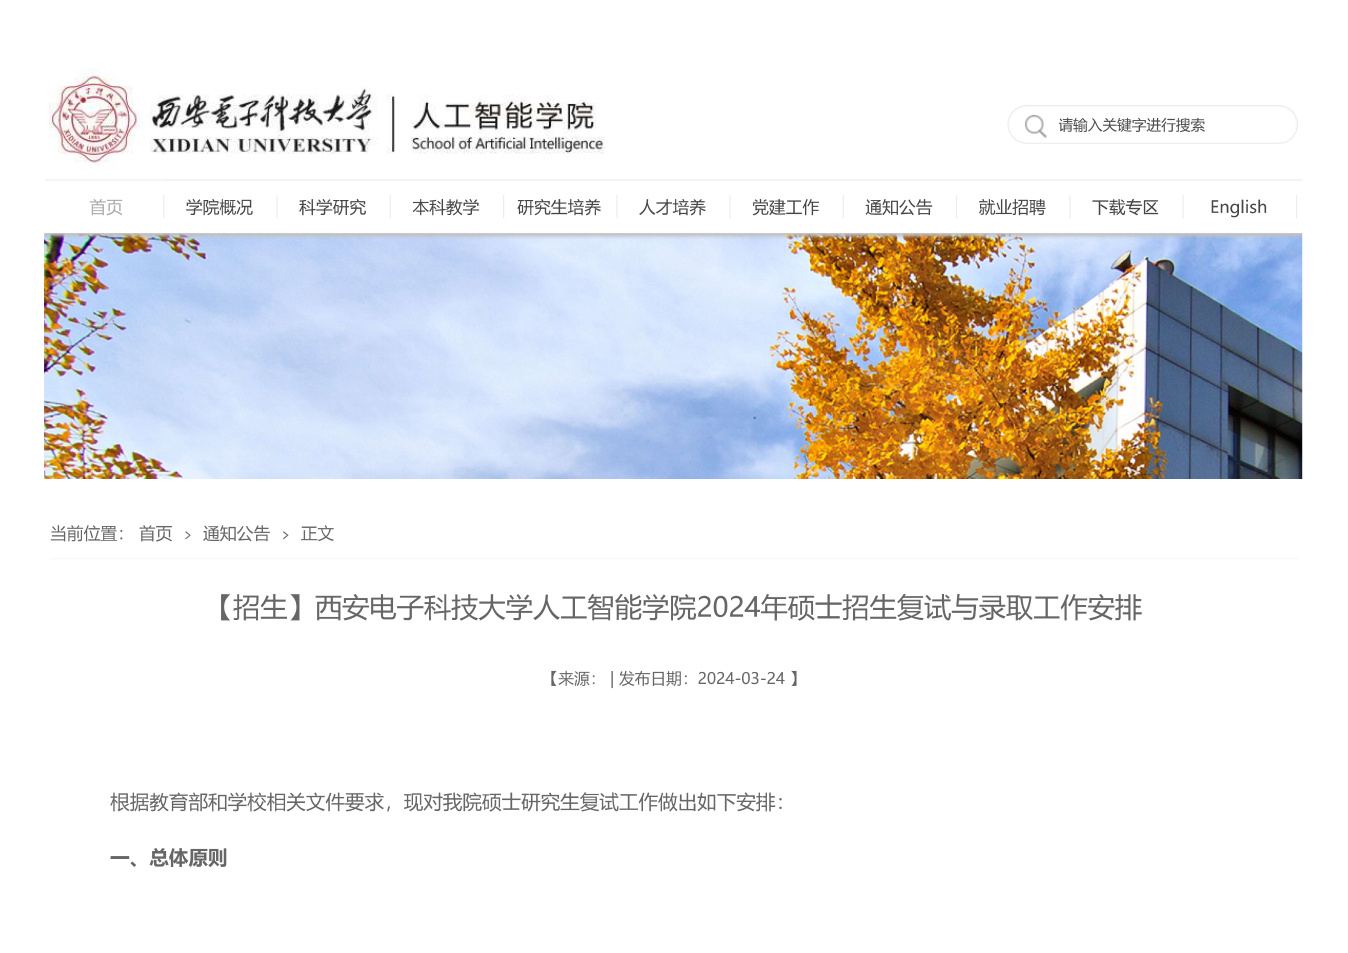 西安电子科技大学
XIDIAN UNIVERSITY
人工智能学院
School of Artificial Intelligence
请输入关键字进行搜索
首页 学院概况 科学研究 本科教学 研究生培养 人才培养 党建工作 通知公告 就业招聘 下载专区 English
当前位置： 首页 > 通知公告 > 正文
【招生】西安电子科技大学人工智能学院2024年硕士招生复试与录取工作安排
【来源： | 发布日期：2024-03-24 】
根据教育部和学校相关文件要求，现对我院硕士研究生复试工作做出如下安排：
一、总体原则